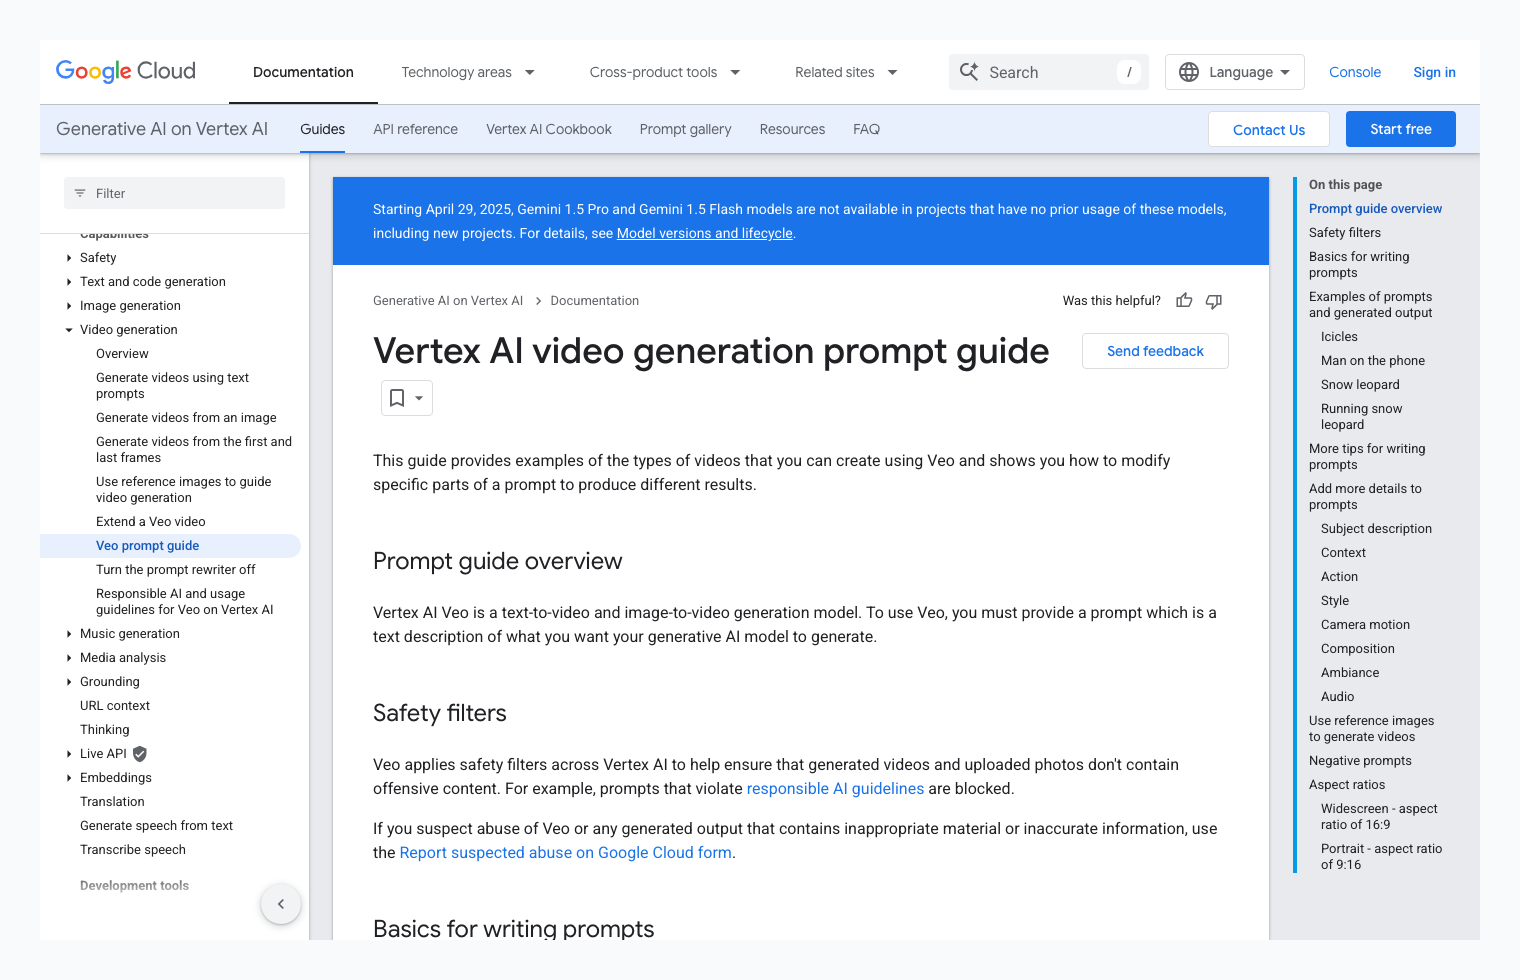 Google Cloud
Documentation
Technology areas
Cross-product tools
Related sites
Search
/
Language
Console
Sign in
Generative AI on Vertex AI
Guides
API reference
Vertex AI Cookbook
Prompt gallery
Resources
FAQ
Contact Us
Start free
Filter
Capabilities
Safety
Text and code generation
Image generation
Video generation
Overview
Generate videos using text
prompts
Generate videos from an image
Generate videos from the first and
last frames
Use reference images to guide
video generation
Extend a Veo video
Veo prompt guide
Turn the prompt rewriter off
Responsible AI and usage
guidelines for Veo on Vertex AI
Music generation
Media analysis
Grounding
URL context
Thinking
Live API
Embeddings
Translation
Generate speech from text
Transcribe speech
Development tools
Starting April 29, 2025, Gemini 1.5 Pro and Gemini 1.5 Flash models are not available in projects that have no prior usage of these models,
including new projects. For details, see Model versions and lifecycle.
Generative AI on Vertex AI
Documentation
Was this helpful?
Vertex AI video generation prompt guide
Send feedback
This guide provides examples of the types of videos that you can create using Veo and shows you how to modify
specific parts of a prompt to produce different results.
Prompt guide overview
Vertex AI Veo is a text-to-video and image-to-video generation model. To use Veo, you must provide a prompt which is a
text description of what you want your generative AI model to generate.
Safety filters
Veo applies safety filters across Vertex AI to help ensure that generated videos and uploaded photos don't contain
offensive content. For example, prompts that violate responsible AI guidelines are blocked.
If you suspect abuse of Veo or any generated output that contains inappropriate material or inaccurate information, use
the Report suspected abuse on Google Cloud form.
Basics for writing prompts
On this page
Prompt guide overview
Safety filters
Basics for writing
prompts
Examples of prompts
and generated output
Icicles
Man on the phone
Snow leopard
Running snow
leopard
More tips for writing
prompts
Add more details to
prompts
Subject description
Context
Action
Style
Camera motion
Composition
Ambiance
Audio
Use reference images
to generate videos
Negative prompts
Aspect ratios
Widescreen - aspect
ratio of 16:9
Portrait - aspect ratio
of 9:16